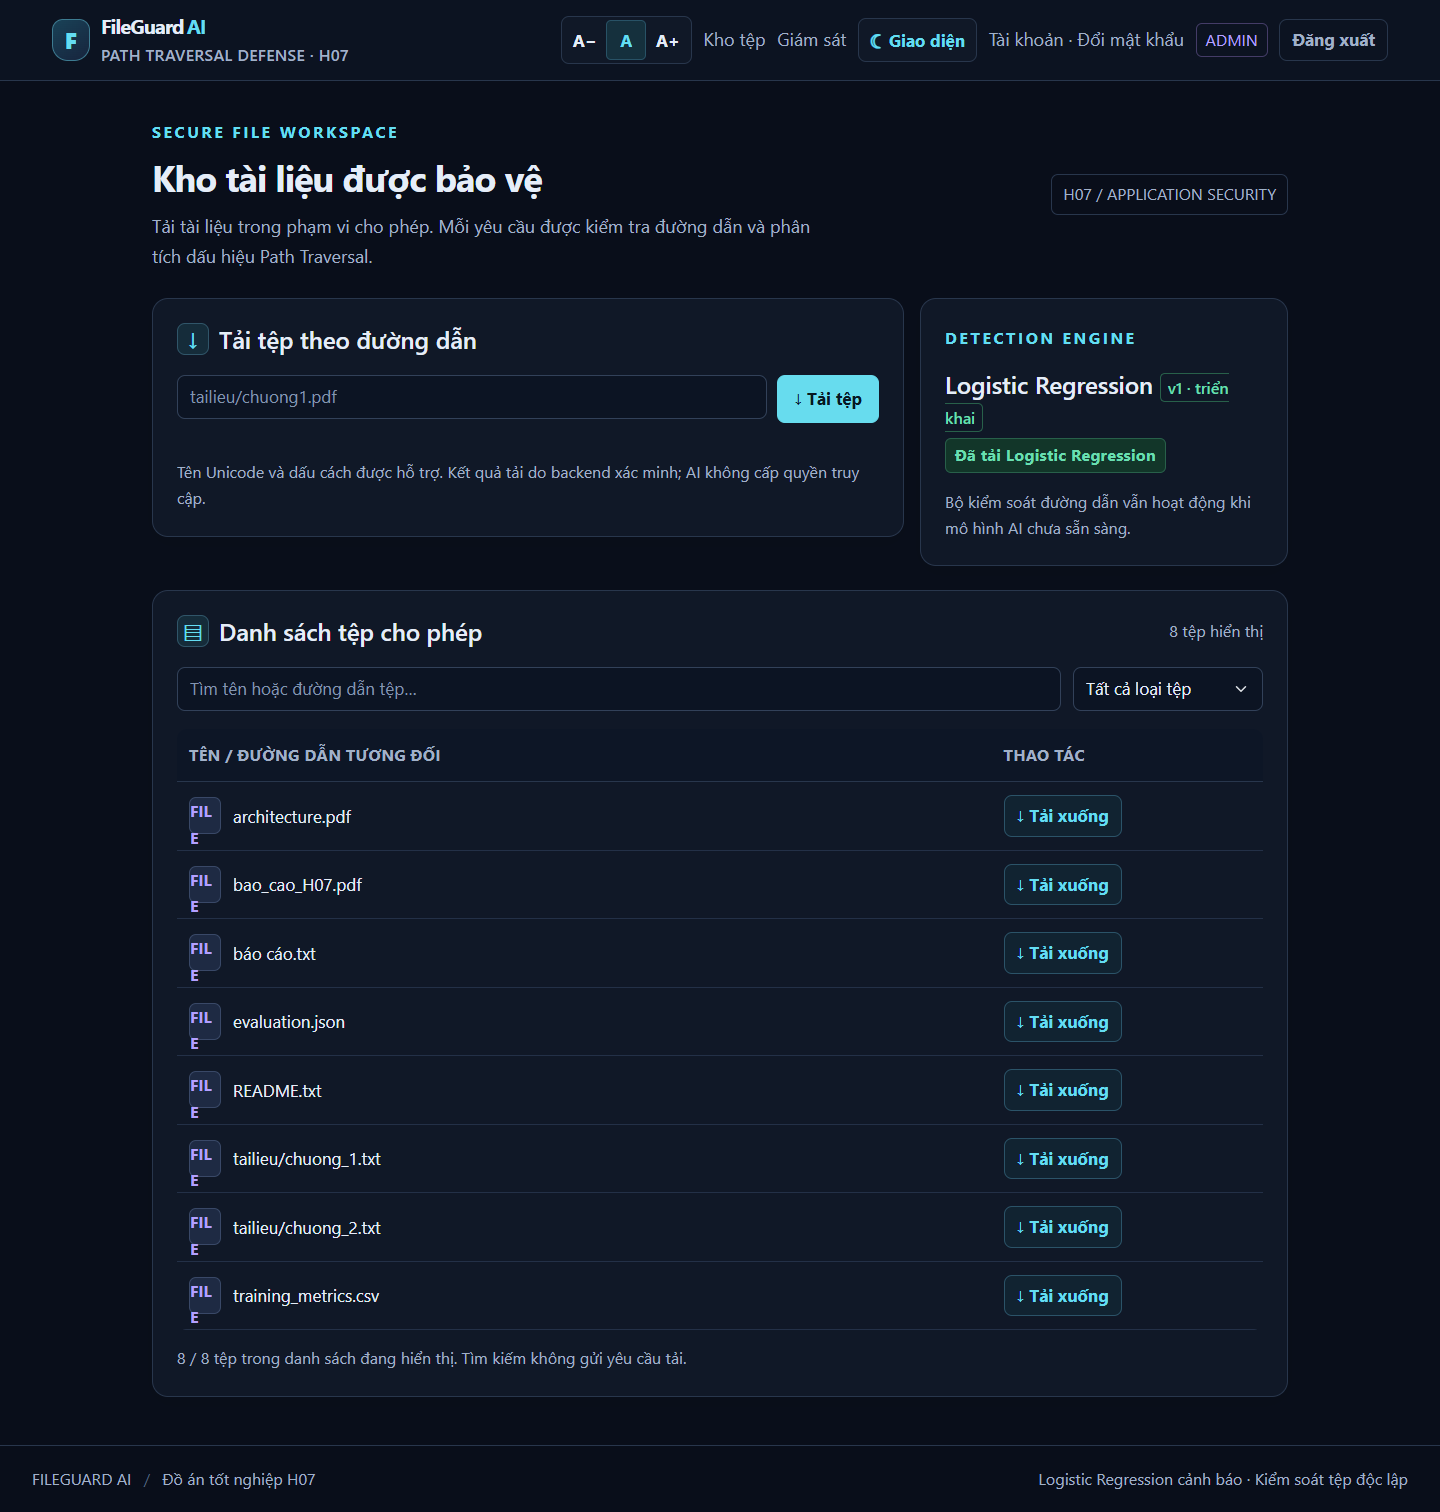 F
FileGuard AI
PATH TRAVERSAL DEFENSE · H07
A− A A+ Kho tệp Giám sát ☾ Giao diện Tài khoản · Đổi mật khẩu ADMIN Đăng xuất
SECURE FILE WORKSPACE
Kho tài liệu được bảo vệ
Tải tài liệu trong phạm vi cho phép. Mỗi yêu cầu được kiểm tra đường dẫn và phân
tích dấu hiệu Path Traversal.
H07 / APPLICATION SECURITY
↓ Tải tệp theo đường dẫn
tailieu/chuong1.pdf
↓ Tải tệp
Tên Unicode và dấu cách được hỗ trợ. Kết quả tải do backend xác minh; AI không cấp quyền truy
cập.
DETECTION ENGINE
Logistic Regression v1 · triển
khai
Đã tải Logistic Regression
Bộ kiểm soát đường dẫn vẫn hoạt động khi
mô hình AI chưa sẵn sàng.
▤ Danh sách tệp cho phép
8 tệp hiển thị
Tìm tên hoặc đường dẫn tệp...
Tất cả loại tệp
TÊN / ĐƯỜNG DẪN TƯƠNG ĐỐI THAO TÁC
FIL
E
architecture.pdf ↓ Tải xuống
FIL
E
bao_cao_H07.pdf ↓ Tải xuống
FIL
E
báo cáo.txt ↓ Tải xuống
FIL
E
evaluation.json ↓ Tải xuống
FIL
E
README.txt ↓ Tải xuống
FIL
E
tailieu/chuong_1.txt ↓ Tải xuống
FIL
E
tailieu/chuong_2.txt ↓ Tải xuống
FIL
E
training_metrics.csv ↓ Tải xuống
8 / 8 tệp trong danh sách đang hiển thị. Tìm kiếm không gửi yêu cầu tải.
FILEGUARD AI / Đồ án tốt nghiệp H07
Logistic Regression cảnh báo · Kiểm soát tệp độc lập